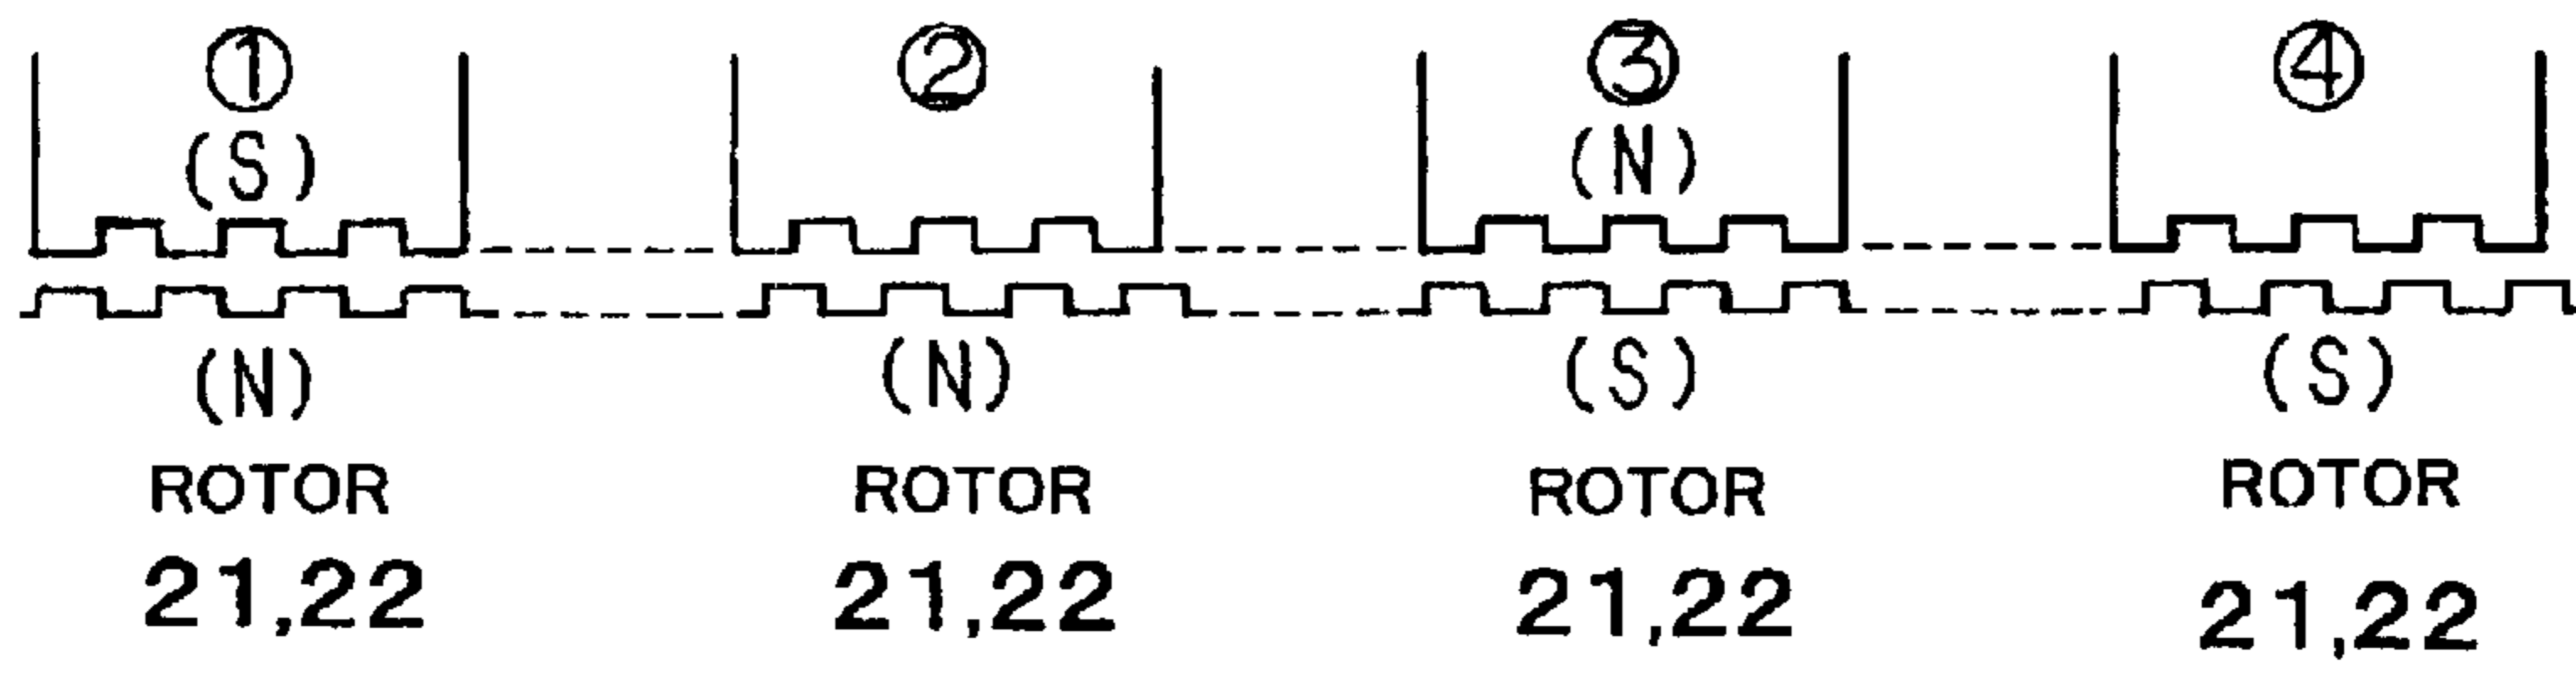 ① ② ③ ④
(S) (N)
(N) (N) (S) (S)
ROTOR ROTOR ROTOR ROTOR
21,22 21,22 21,22 21,22